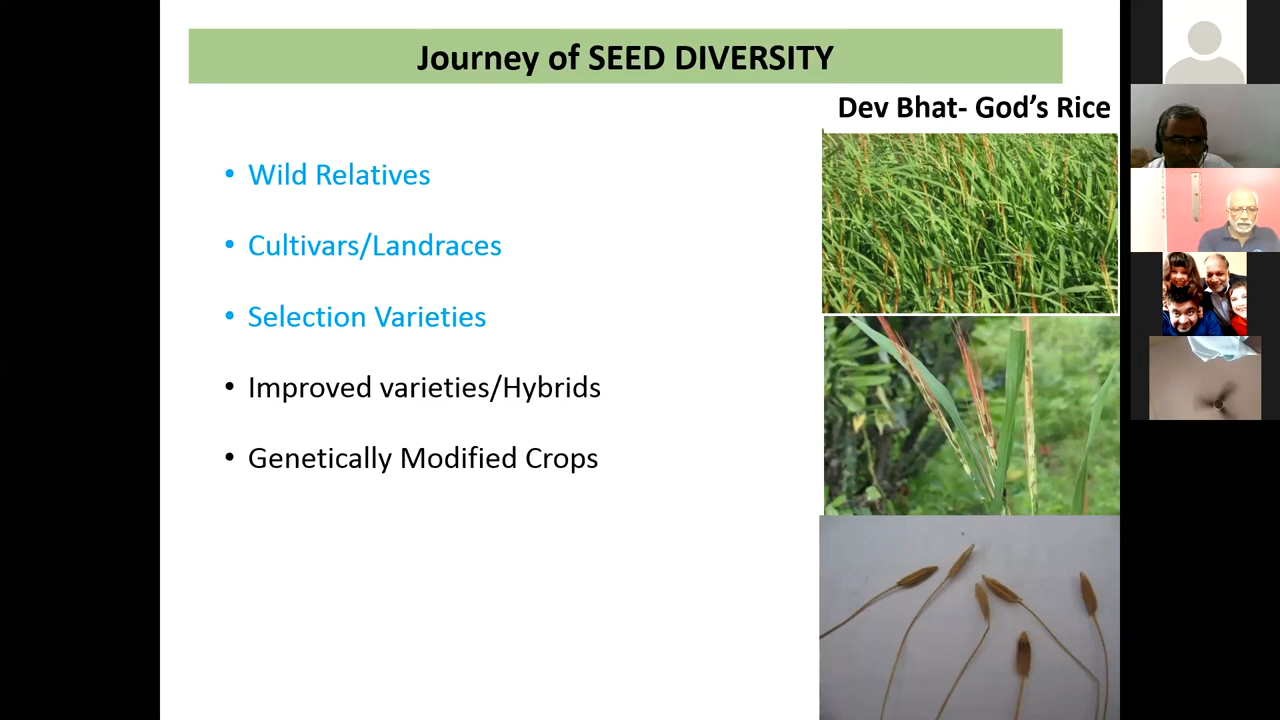 Journey of SEED DIVERSITY
Dev Bhat- God's Rice
• Wild Relatives
• Cultivars/Landraces
• Selection Varieties
• Improved varieties/Hybrids
• Genetically Modified Crops